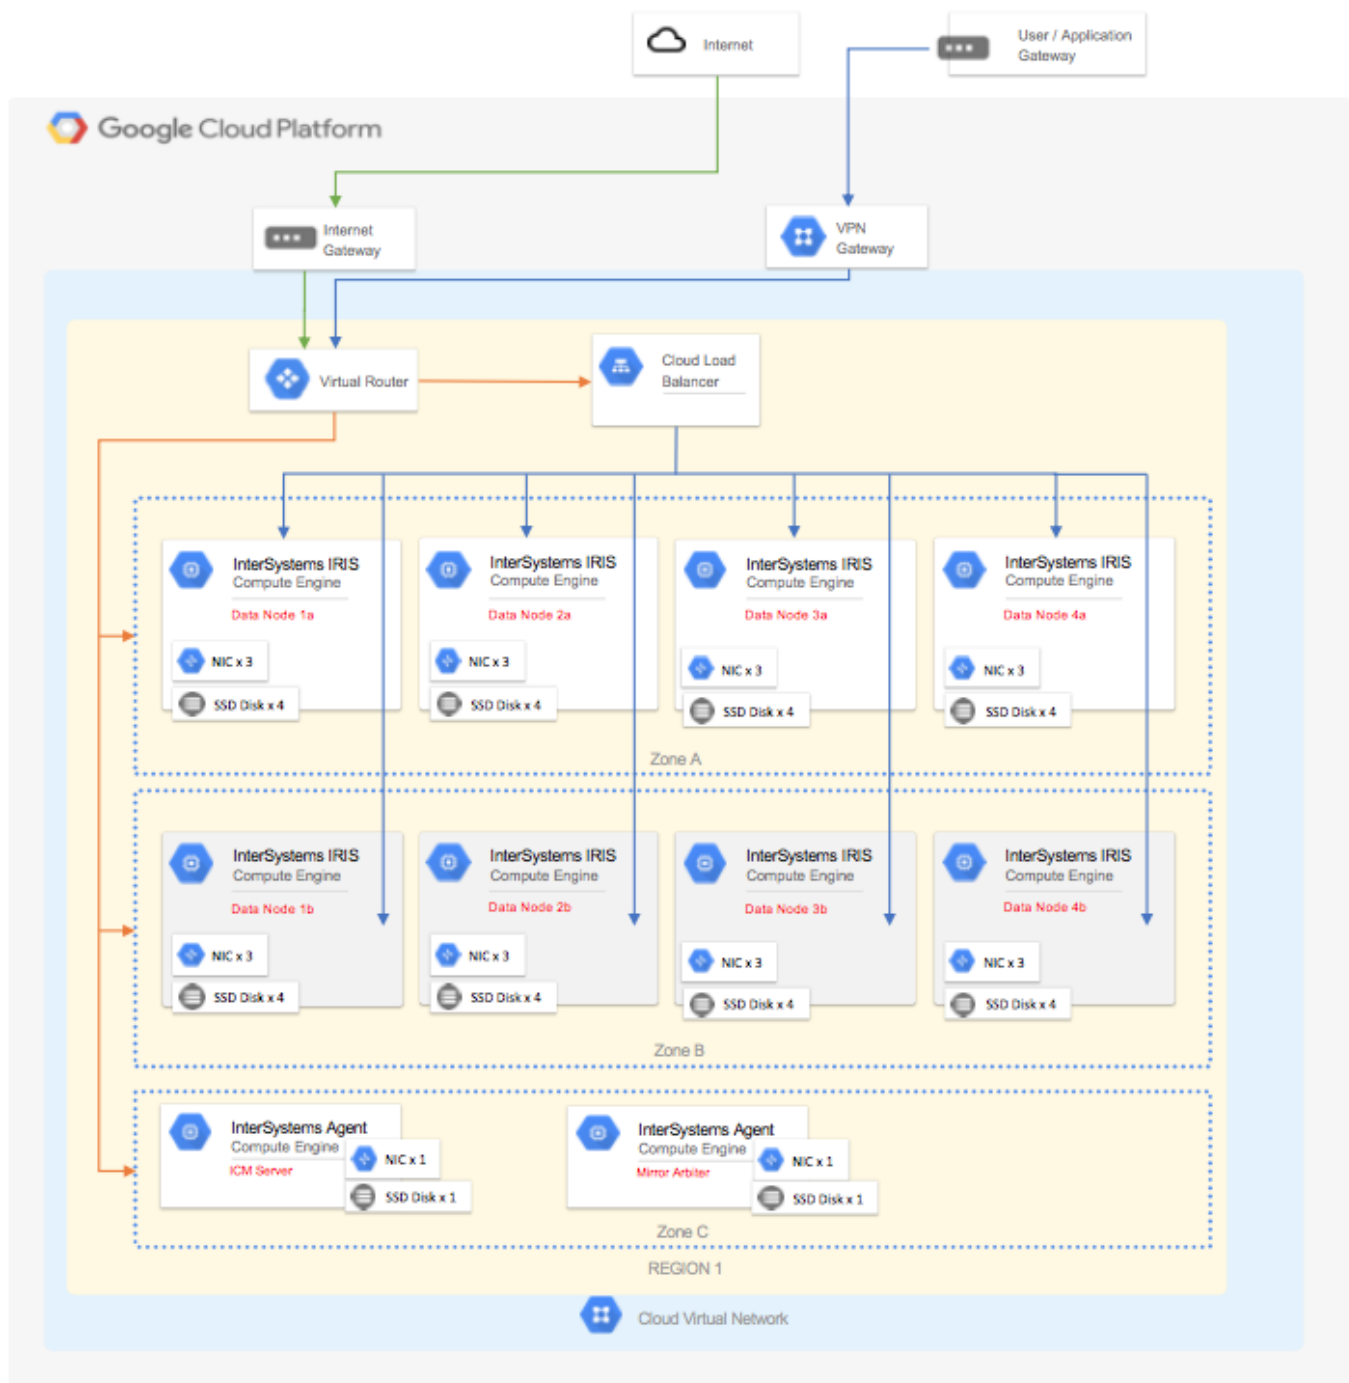 Internet
User / Application
Gateway
Google Cloud Platform
Internet
Gateway
VPN
Gateway
Virtual Router
Cloud Load
Balancer
InterSystems IRIS
Compute Engine
Data Node 1a
NIC x 3
SSD Disk x 4
InterSystems IRIS
Compute Engine
Data Node 2a
NIC x 3
SSD Disk x 4
InterSystems IRIS
Compute Engine
Data Node 3a
NIC x 3
SSD Disk x 4
InterSystems IRIS
Compute Engine
Data Node 4a
NIC x 3
SSD Disk x 4
Zone A
InterSystems IRIS
Compute Engine
Data Node 1b
NIC x 3
SSD Disk x 4
InterSystems IRIS
Compute Engine
Data Node 2b
NIC x 3
SSD Disk x 4
InterSystems IRIS
Compute Engine
Data Node 3b
NIC x 3
SSD Disk x 4
InterSystems IRIS
Compute Engine
Data Node 4b
NIC x 3
SSD Disk x 4
Zone B
InterSystems Agent
Compute Engine
ICM Server
NIC x 1
SSD Disk x 1
InterSystems Agent
Compute Engine
Mirror Arbiter
NIC x 1
SSD Disk x 1
Zone C
REGION 1
Cloud Virtual Network